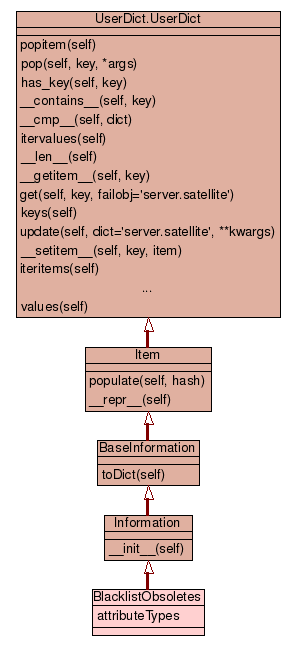 UserDict.UserDict
popitem(self)
pop(self, key, *args)
has_key(self, key)
__contains__(self, key)
__cmp__(self, dict)
itervalues(self)
__len__(self)
__getitem__(self, key)
get(self, key, failobj='server.satellite')
keys(self)
update(self, dict='server.satellite', **kwargs)
__setitem__(self, key, item)
iteritems(self)
...
values(self)
Item
populate(self, hash)
__repr__(self)
BaseInformation
toDict(self)
Information
__init__(self)
BlacklistObsoletes
attributeTypes